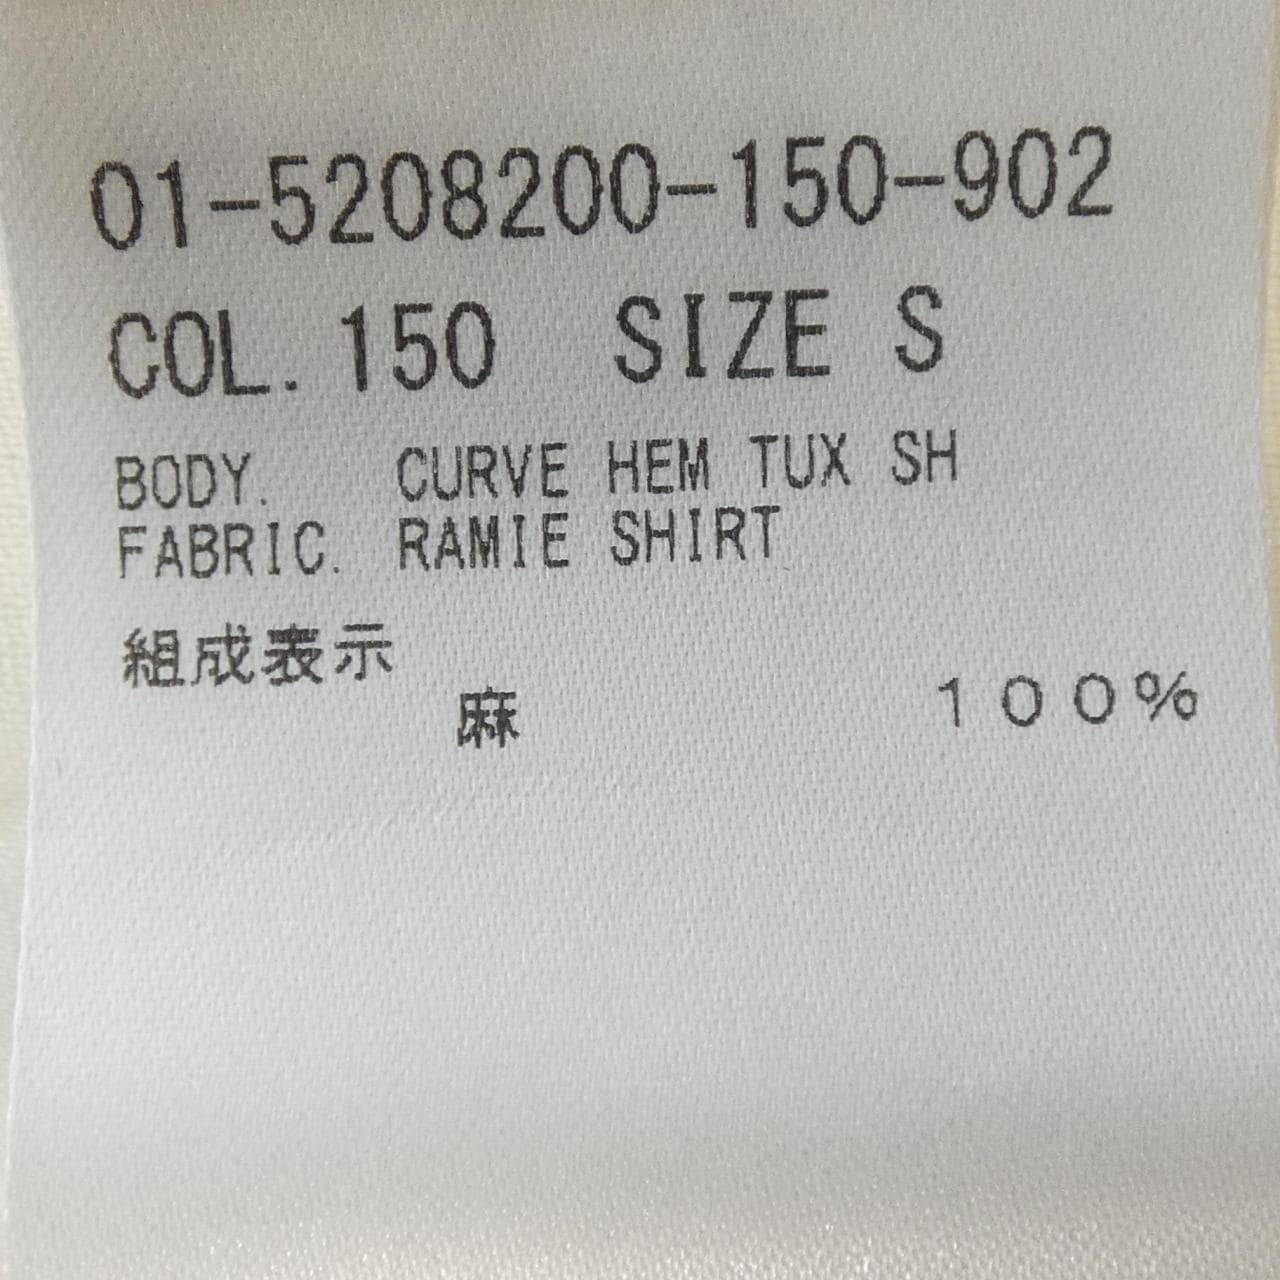 01-5208200-150-902
COL. 150 SIZE S
BODY. CURVE HEM TUX SH
FABRIC. RAMIE SHIRT
組成表示
麻 100%